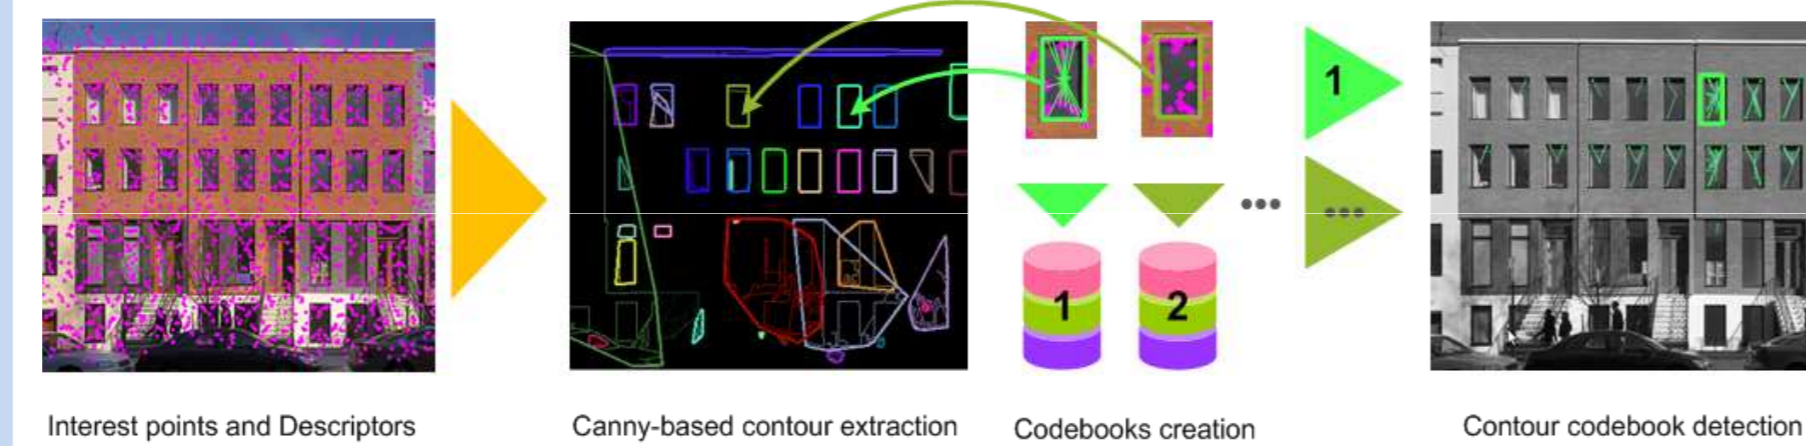 1
1
2
Interest points and Descriptors
Canny-based contour extraction
Codebooks creation
Contour codebook detection